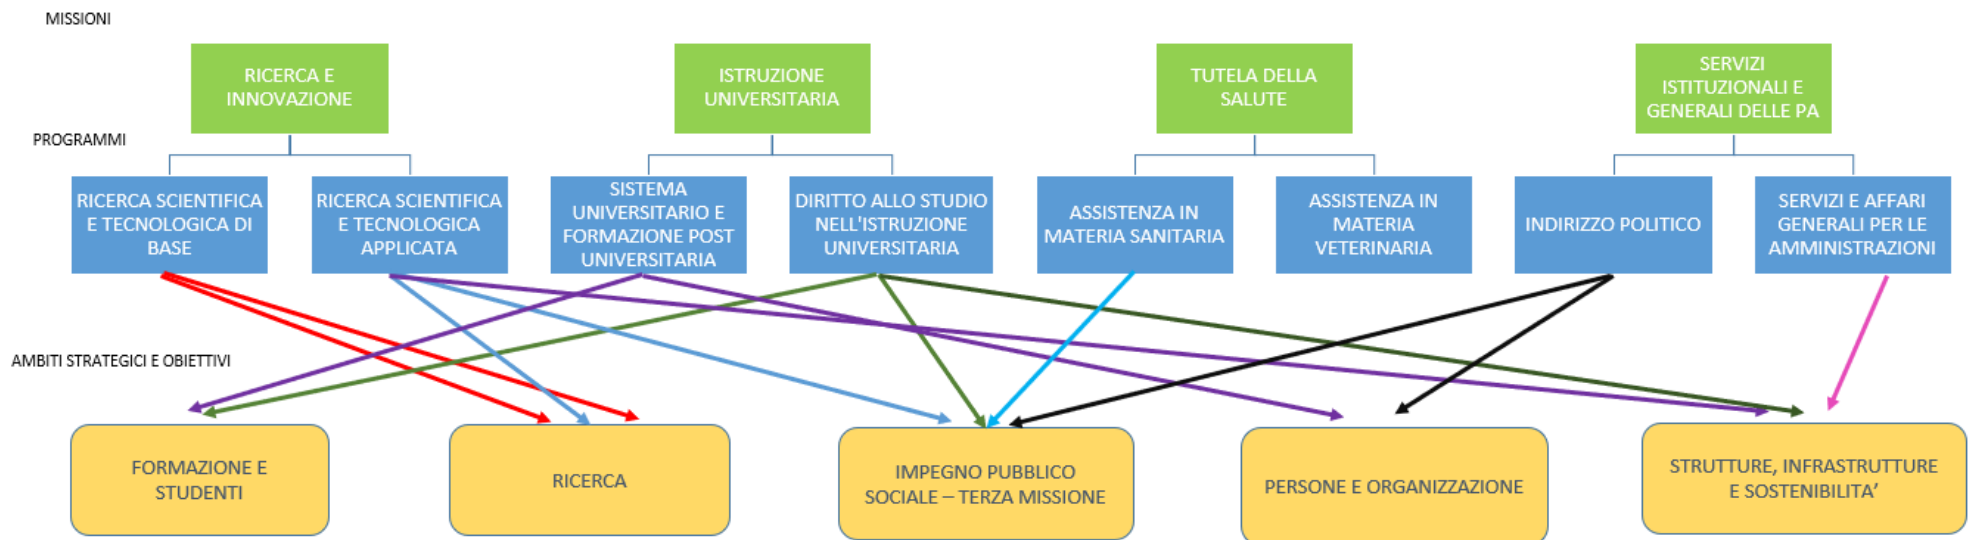 MISSIONI
RICERCA E
INNOVAZIONE
ISTRUZIONE
UNIVERSITARIA
TUTELA DELLA
SALUTE
SERVIZI
ISTITUZIONALI E
GENERALI DELLE PA
PROGRAMMI
RICERCA SCIENTIFICA
E TECNOLOGICA DI
BASE
RICERCA SCIENTIFICA
E TECNOLOGICA
APPLICATA
SISTEMA
UNIVERSITARIO E
FORMAZIONE POST
UNIVERSITARIA
DIRITTO ALLO STUDIO
NELL'ISTRUZIONE
UNIVERSITARIA
ASSISTENZA IN
MATERIA SANITARIA
ASSISTENZA IN
MATERIA
VETERINARIA
INDIRIZZO POLITICO
SERVIZI E AFFARI
GENERALI PER LE
AMMINISTRAZIONI
AMBITI STRATEGICI E OBIETTIVI
FORMAZIONE E
STUDENTI
RICERCA
IMPEGNO PUBBLICO
SOCIALE – TERZA MISSIONE
PERSONE E ORGANIZZAZIONE
STRUTTURE, INFRASTRUTTURE
E SOSTENIBILITA’